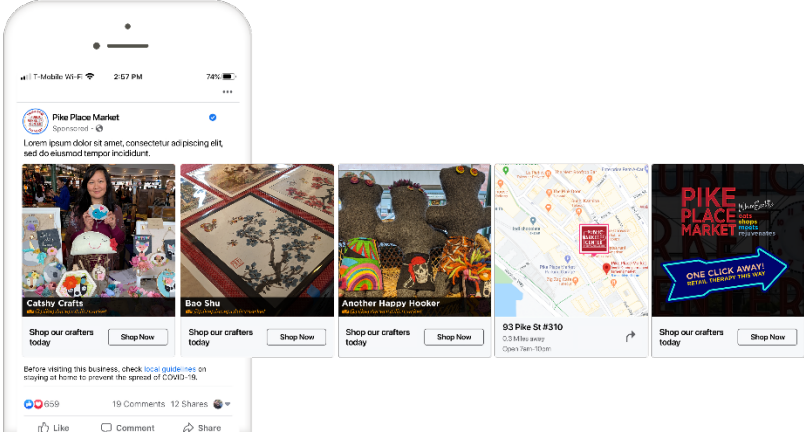 T-Mobile Wi-Fi
2:57 PM
74%
Pike Place Market
Sponsored
Lorem ipsum dolor sit amet, consectetur adipiscing elit,
sed do eiusmod tempor incididunt.
Catshy Crafts
Shop our crafters
today
Shop Now
Bao Shu
Shop our crafters
today
Shop Now
Another Happy Hooker
Shop our crafters
today
Shop Now
93 Pike St #310
0.3 Miles away
Open 7am-10pm
PIKE
PLACE
MARKET
eats
shops
meets
rejuvenates
ONE CLICK AWAY!
RETAIL THERAPY THIS WAY
Shop our crafters
today
Shop Now
Before visiting this business, check local guidelines on
staying at home to prevent the spread of COVID-19.
659
19 Comments
12 Shares
Like
Comment
Share